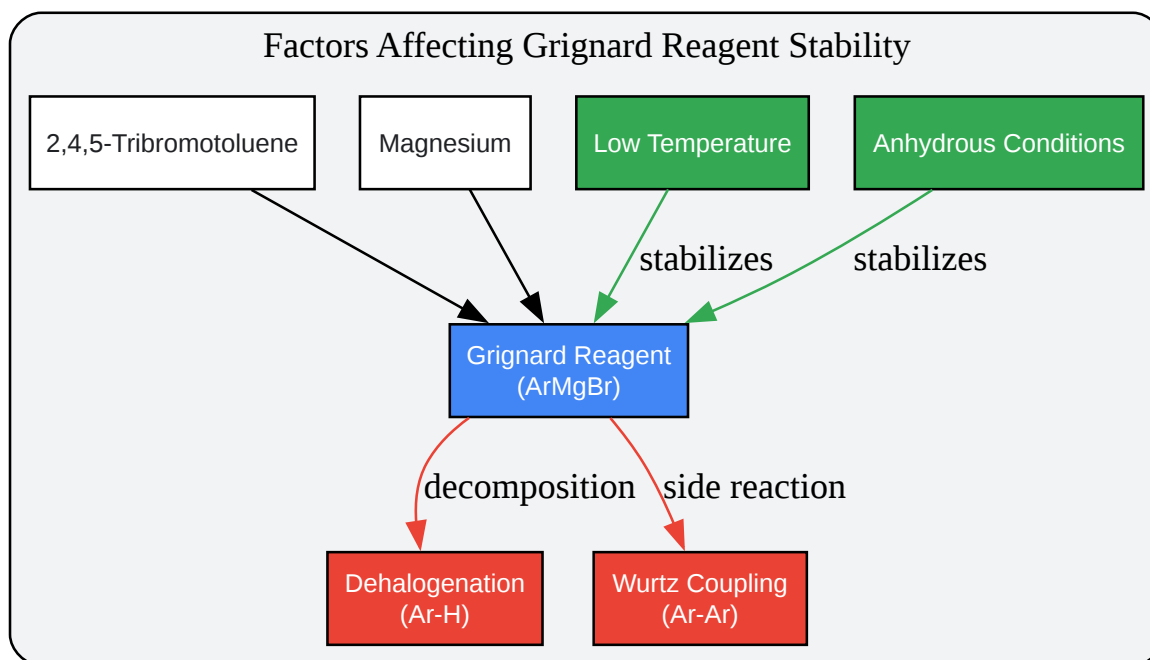 Factors Affecting Grignard Reagent Stability
2,4,5-Tribromotoluene
Magnesium
Low Temperature
Anhydrous Conditions
stabilizes
stabilizes
Grignard Reagent
(ArMgBr)
decomposition
side reaction
Dehalogenation
(Ar-H)
Wurtz Coupling
(Ar-Ar)